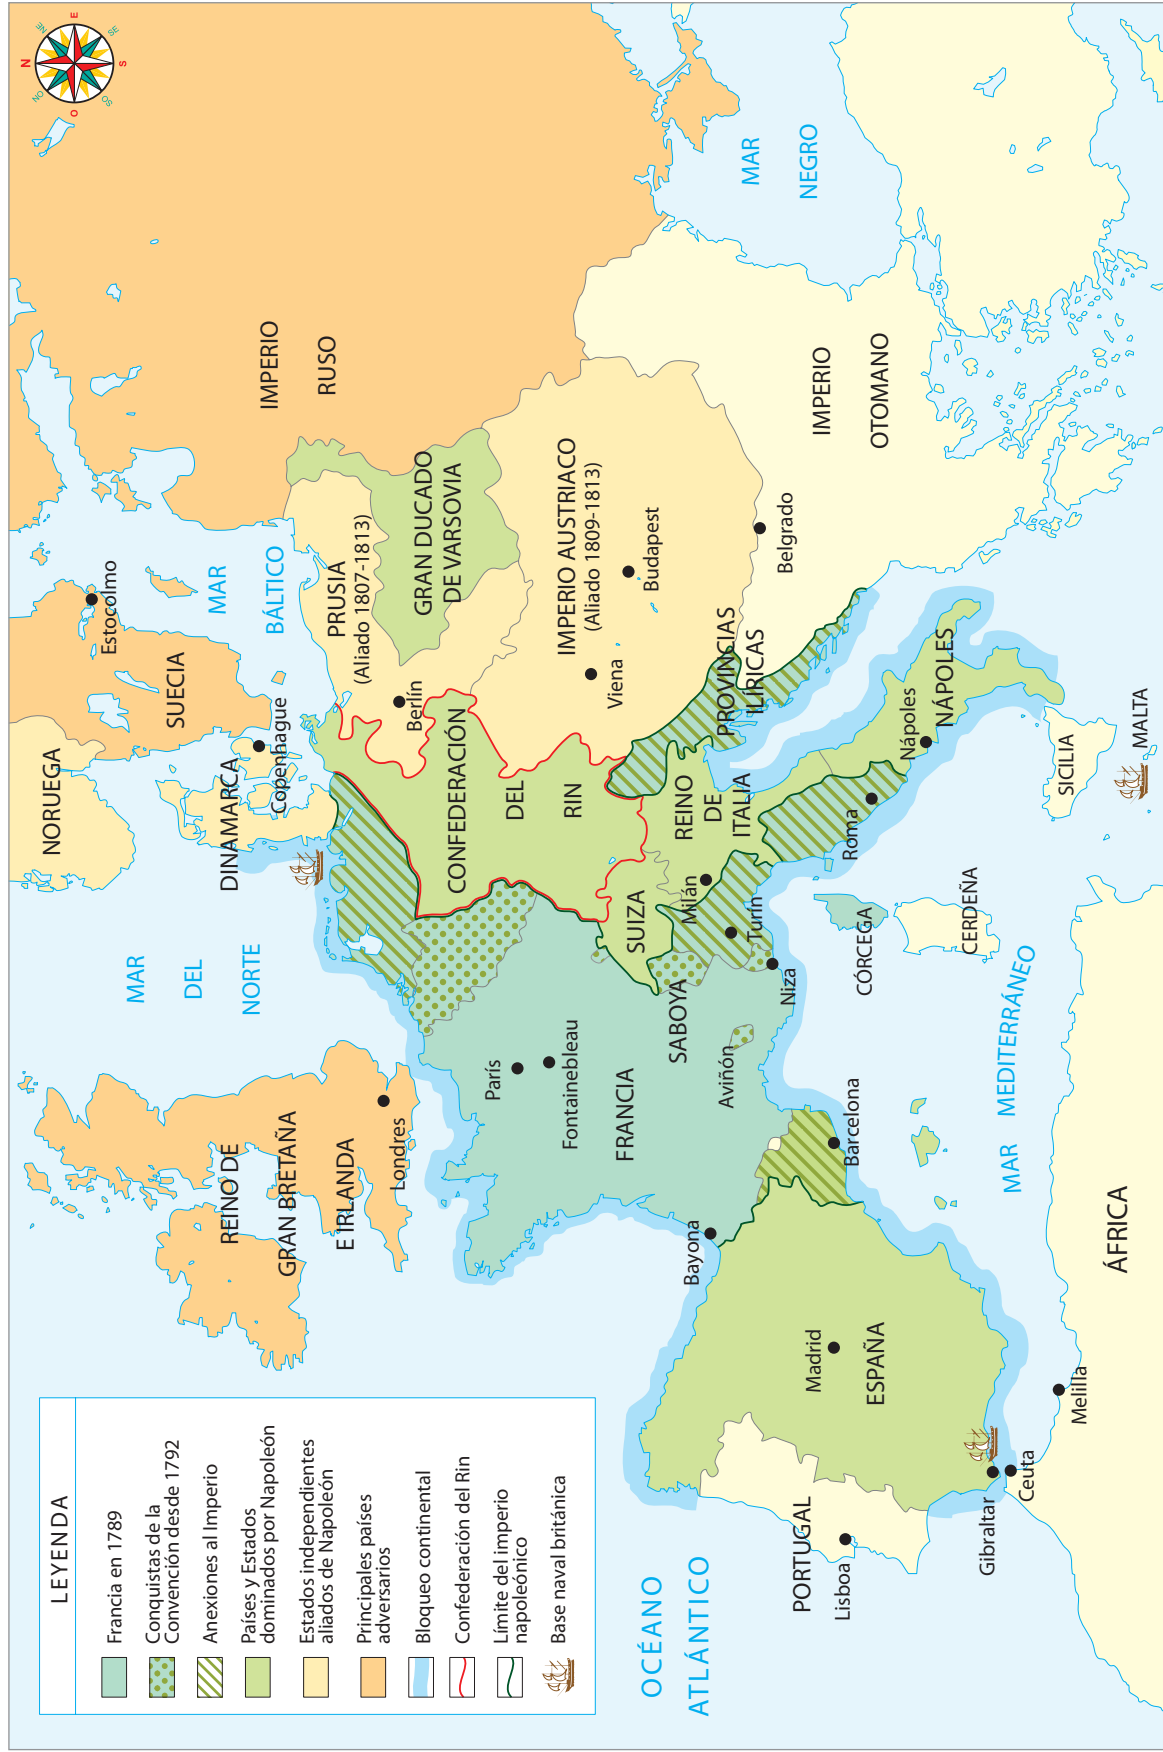 LEYENDA
Francia en 1789
Conquistas de la
Convención desde 1792
Anexiones al Imperio
Países y Estados
dominados por Napoleón
Estados independientes
aliados de Napoleón
Principales países
adversarios
Bloqueo continental
Confederación del Rin
Límite del imperio
napoleónico
Base naval británica
N
NE
E
SE
S
SO
O
NO
NORUEGA
SUECIA
Estocolmo
MAR
BÁLTICO
DINAMARCA
Copenhague
MAR
DEL
NORTE
REINO DE
GRAN BRETAÑA
E IRLANDA
Londres
IMPERIO
RUSO
PRUSIA
(Aliado 1807-1813)
Berlín
GRAN DUCADO
DE VARSOVIA
CONFEDERACIÓN
DEL
RIN
IMPERIO AUSTRIACO
(Aliado 1809-1813)
Viena
Budapest
París
Fontainebleau
FRANCIA
SUIZA
SABOYA
Aviñón
Niza
Milán
Turín
REINO
DE
ITALIA
PROVINCIAS
ILÍRICAS
Belgrado
MAR
NEGRO
IMPERIO
OTOMANO
Bayona
Barcelona
Madrid
ESPAÑA
PORTUGAL
Lisboa
OCÉANO
ATLÁNTICO
Gibraltar
Ceuta
Melilla
CÓRCEGA
CERDEÑA
Roma
Nápoles
NÁPOLES
SICILIA
MALTA
MAR MEDITERRÁNEO
ÁFRICA